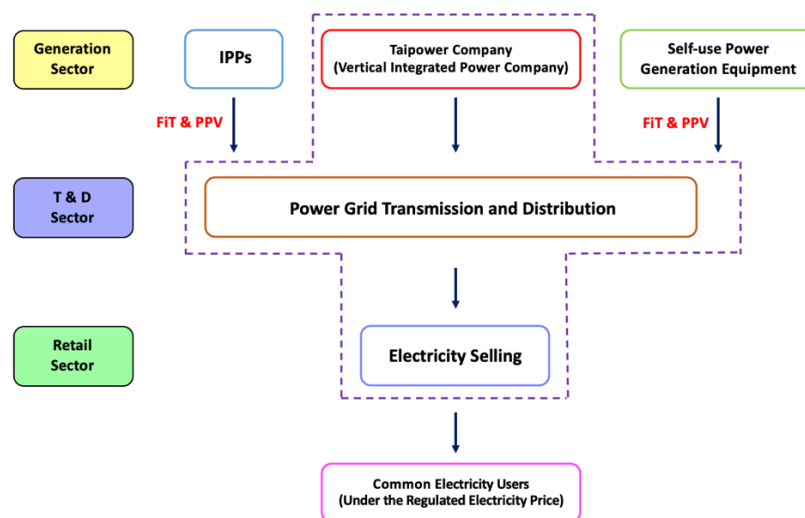 Generation
Sector
IPPs
Taipower Company
(Vertical Integrated Power Company)
Self-use Power
Generation Equipment
FiT & PPV
FiT & PPV
T & D
Sector
Power Grid Transmission and Distribution
Retail
Sector
Electricity Selling
Common Electricity Users
(Under the Regulated Electricity Price)